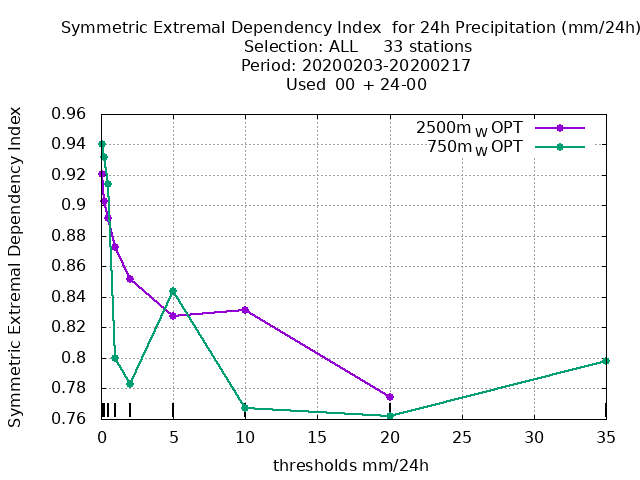 Symmetric Extremal Dependency Index  for 24h Precipitation (mm/24h)
Selection: ALL     33 stations
Period: 20200203-20200217
Used  00 + 24-00
2500m W OPT
750m W OPT
Symmetric Extremal Dependency Index
0.96
0.94
0.92
0.9
0.88
0.86
0.84
0.82
0.8
0.78
0.76
0 5 10 15 20 25 30 35
thresholds mm/24h